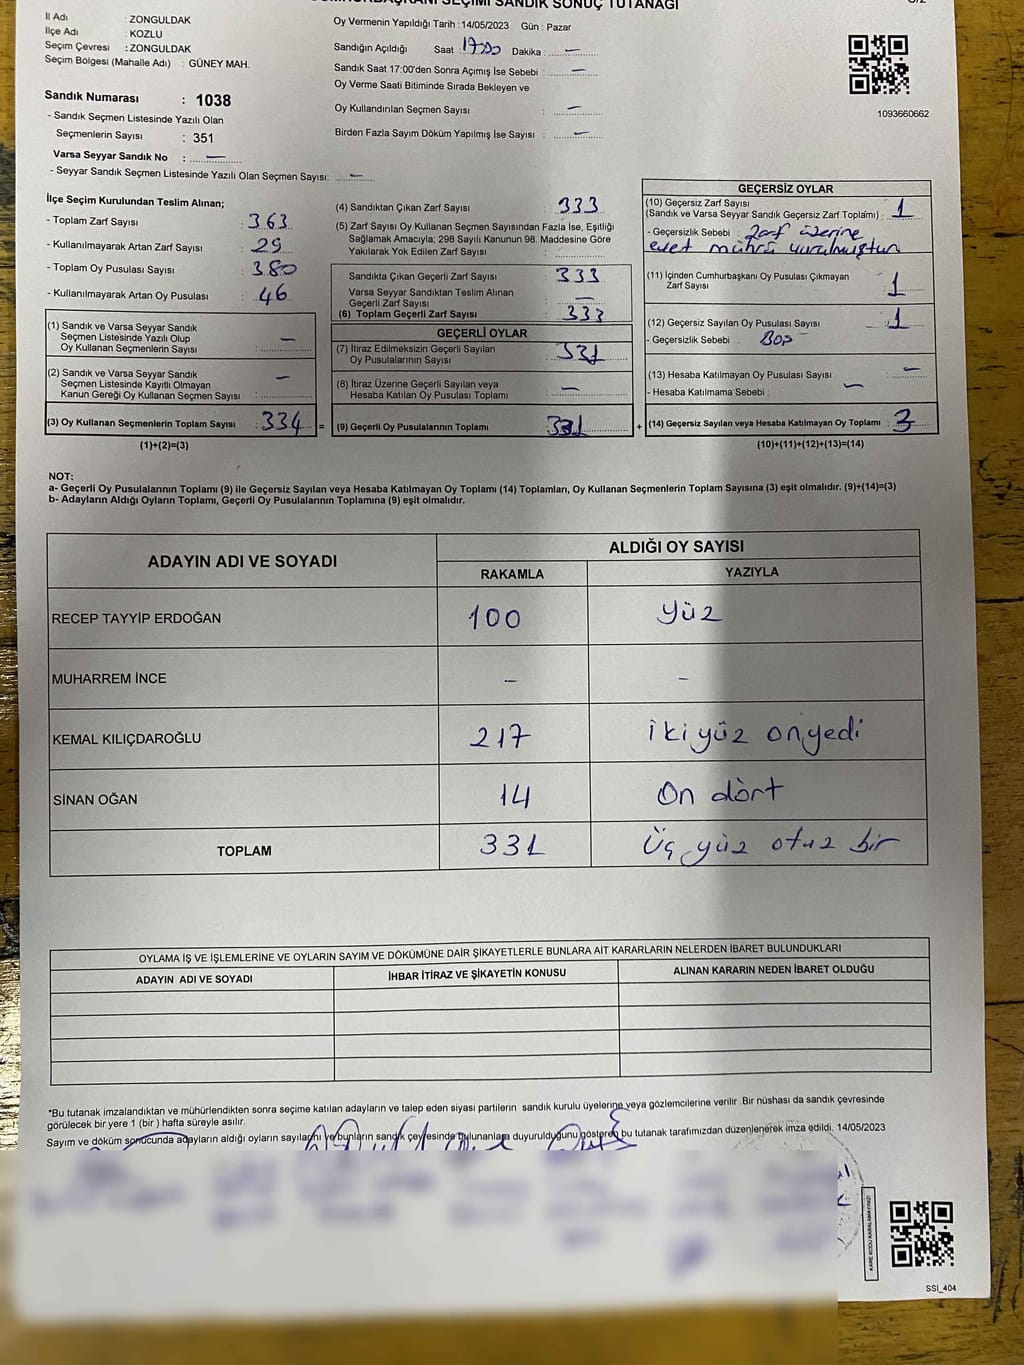 SEÇİMİ SANDIK SONUÇ TUTANAĞI
İl Adı : ZONGULDAK
İlçe Adı : KOZLU
Seçim Çevresi : ZONGULDAK
Seçim Bölgesi (Mahalle Adı) : GÜNEY MAH.
Sandık Numarası : 1038
- Sandık Seçmen Listesinde Yazılı Olan
Seçmenlerin Sayısı : 351
Varsa Seyyar Sandık No : —
- Seyyar Sandık Seçmen Listesinde Yazılı Olan Seçmen Sayısı: —
Oy Vermenin Yapıldığı Tarih : 14/05/2023 Gün : Pazar
Sandığın Açıldığı Saat : 17:00 Dakika : —
Sandık Saat 17:00'den Sonra Açımış İse Sebebi : —
Oy Verme Saati Bitiminde Sırada Bekleyen ve
Oy Kullandırılan Seçmen Sayısı : —
Birden Fazla Sayım Döküm Yapılmış İse Sayısı : —
1093660662
İlçe Seçim Kurulundan Teslim Alınan;
- Toplam Zarf Sayısı : 363
- Kullanılmayarak Artan Zarf Sayısı : 29
- Toplam Oy Pusulası Sayısı : 380
- Kullanılmayarak Artan Oy Pusulası : 46
(1) Sandık ve Varsa Seyyar Sandık
Seçmen Listesinde Yazılı Olup
Oy Kullanan Seçmenlerin Sayısı : —
(2) Sandık ve Varsa Seyyar Sandık
Seçmen Listesinde Kayıtlı Olmayan
Kanun Gereği Oy Kullanan Seçmen Sayısı : —
(3) Oy Kullanan Seçmenlerin Toplam Sayısı : 334 =
(1)+(2)=(3)
(4) Sandıktan Çıkan Zarf Sayısı : 333
(5) Zarf Sayısı Oy Kullanan Seçmen Sayısından Fazla İse, Eşitliği
Sağlamak Amacıyla; 298 Sayılı Kanunun 98. Maddesine Göre
Yakılarak Yok Edilen Zarf Sayısı :
Sandıkta Çıkan Geçerli Zarf Sayısı : 333
Varsa Seyyar Sandıktan Teslim Alınan
Geçerli Zarf Sayısı : —
(6) Toplam Geçerli Zarf Sayısı : 333
GEÇERLİ OYLAR
(7) İtiraz Edilmeksizin Geçerli Sayılan
Oy Pusulalarının Sayısı : 331
(8) İtiraz Üzerine Geçerli Sayılan veya
Hesaba Katılan Oy Pusulası Toplamı : —
(9) Geçerli Oy Pusulalarının Toplamı : 331 +
GEÇERSİZ OYLAR
(10) Geçersiz Zarf Sayısı
(Sandık ve Varsa Seyyar Sandık Geçersiz Zarf Toplamı) : 1
- Geçersizlik Sebebi : Zarf üzerine
evet mührü vurulmuştur
(11) İçinden Cumhurbaşkanı Oy Pusulası Çıkmayan
Zarf Sayısı : 1
(12) Geçersiz Sayılan Oy Pusulası Sayısı : 1
- Geçersizlik Sebebi : Boş
(13) Hesaba Katılmayan Oy Pusulası Sayısı : —
- Hesaba Katılmama Sebebi : —
(14) Geçersiz Sayılan veya Hesaba Katılmayan Oy Toplamı : 3
(10)+(11)+(12)+(13)=(14)
NOT:
a- Geçerli Oy Pusulalarının Toplamı (9) ile Geçersiz Sayılan veya Hesaba Katılmayan Oy Toplamı (14) Toplamları, Oy Kullanan Seçmenlerin Toplam Sayısına (3) eşit olmalıdır. (9)+(14)=(3)
b- Adayların Aldığı Oyların Toplamı, Geçerli Oy Pusulalarının Toplamına (9) eşit olmalıdır.
ADAYIN ADI VE SOYADI ALDIĞI OY SAYISI
RAKAMLA YAZIYLA
RECEP TAYYİP ERDOĞAN 100 yüz
MUHARREM İNCE - -
KEMAL KILIÇDAROĞLU 217 iki yüz onyedi
SİNAN OĞAN 14 On dört
TOPLAM 331 Üç yüz otuz bir
OYLAMA İŞ VE İŞLEMLERİNE VE OYLARIN SAYIM VE DÖKÜMÜNE DAİR ŞİKAYETLERLE BUNLARA AİT KARARLARIN NELERDEN İBARET BULUNDUKLARI
ADAYIN ADI VE SOYADI İHBAR İTİRAZ VE ŞİKAYETİN KONUSU ALINAN KARARIN NEDEN İBARET OLDUĞU
*Bu tutanak imzalandıktan ve mühürlendikten sonra seçime katılan adayların ve talep eden siyasi partilerin sandık kurulu üyelerine veya gözlemcilerine verilir. Bir nüshası da sandık çevresinde
görülecek bir yere 1 (bir) hafta süreyle asılır.
Sayım ve döküm sonucunda adayların aldığı oyların sayılarını ve bunların sandık çevresinde bulunanlara duyurulduğunu gösteren bu tutanak tarafımızdan düzenlenerek imza edildi. 14/05/2023
KARE KODU KARALAMAYINIZ!
SSI_404